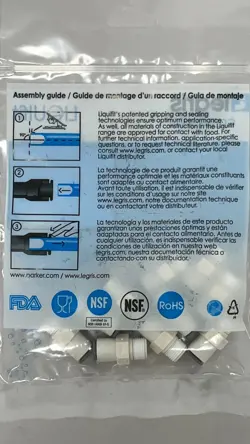 Assembly guide / Guide de montage d'un raccord / Guia de montaje
1
Liquifit's patented gripping and sealing
technologies ensure optimum performance.
As well, all materials of construction in the Liquifit
range are approved for contact with food. For
further technical information, application-specific
questions, or to request technical literature, please
consult www.legris.com, or contact your local
Liquifit distributor.
2
La technologie de ce produit garantir une
performance optimale et les matériaux constituants
sont adaptés au contact alimentaire.
Avant toute utilisation, il est indispensable de vérifier
sur les conditions d'usage sur notre site
www.legris.com, notre documentation technique
ou en contactant votre distributeur.
3
La tecnología y los materiales de este producto
garantizan unas prestaciones óptimas y están
adaptados para el contacto alimentario. Antes de
cualquier utilización, es indispensable verificar las
condiciones de utilización en nuestra web
legris.com, nuestra documentación técnica o
contactando con su distribuidor.
www.parker.com / www.legris.com
FDA
NSF
NSF
RoHS